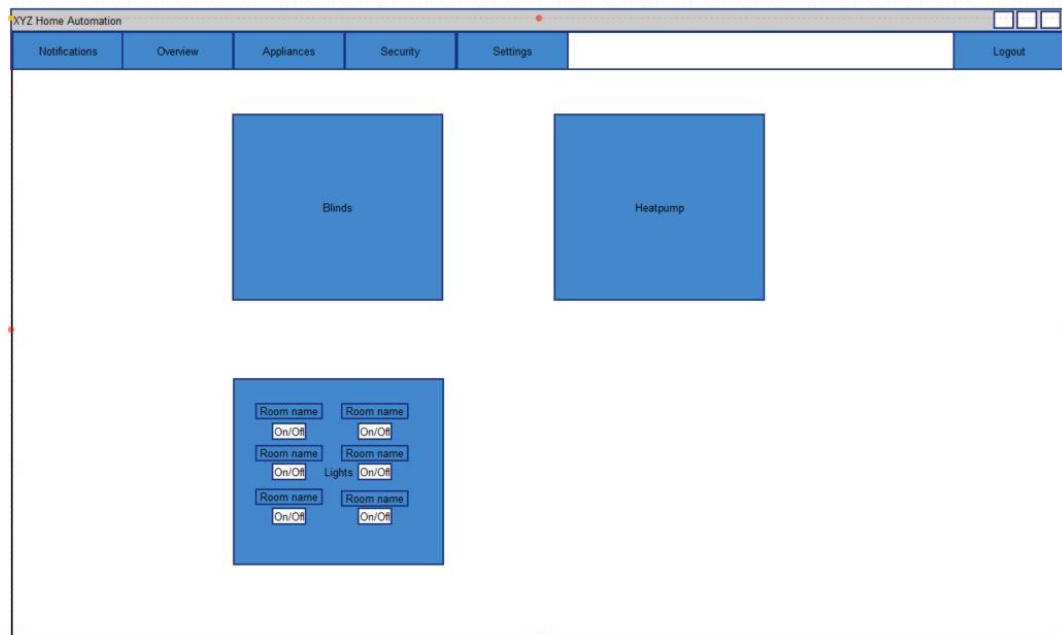 XYZ Home Automation
Notifications Overview Appliances Security Settings Logout
Blinds Heatpump
Room name Room name
On/Off On/Off
Room name Room name
On/Off Lights On/Off
Room name Room name
On/Off On/Off